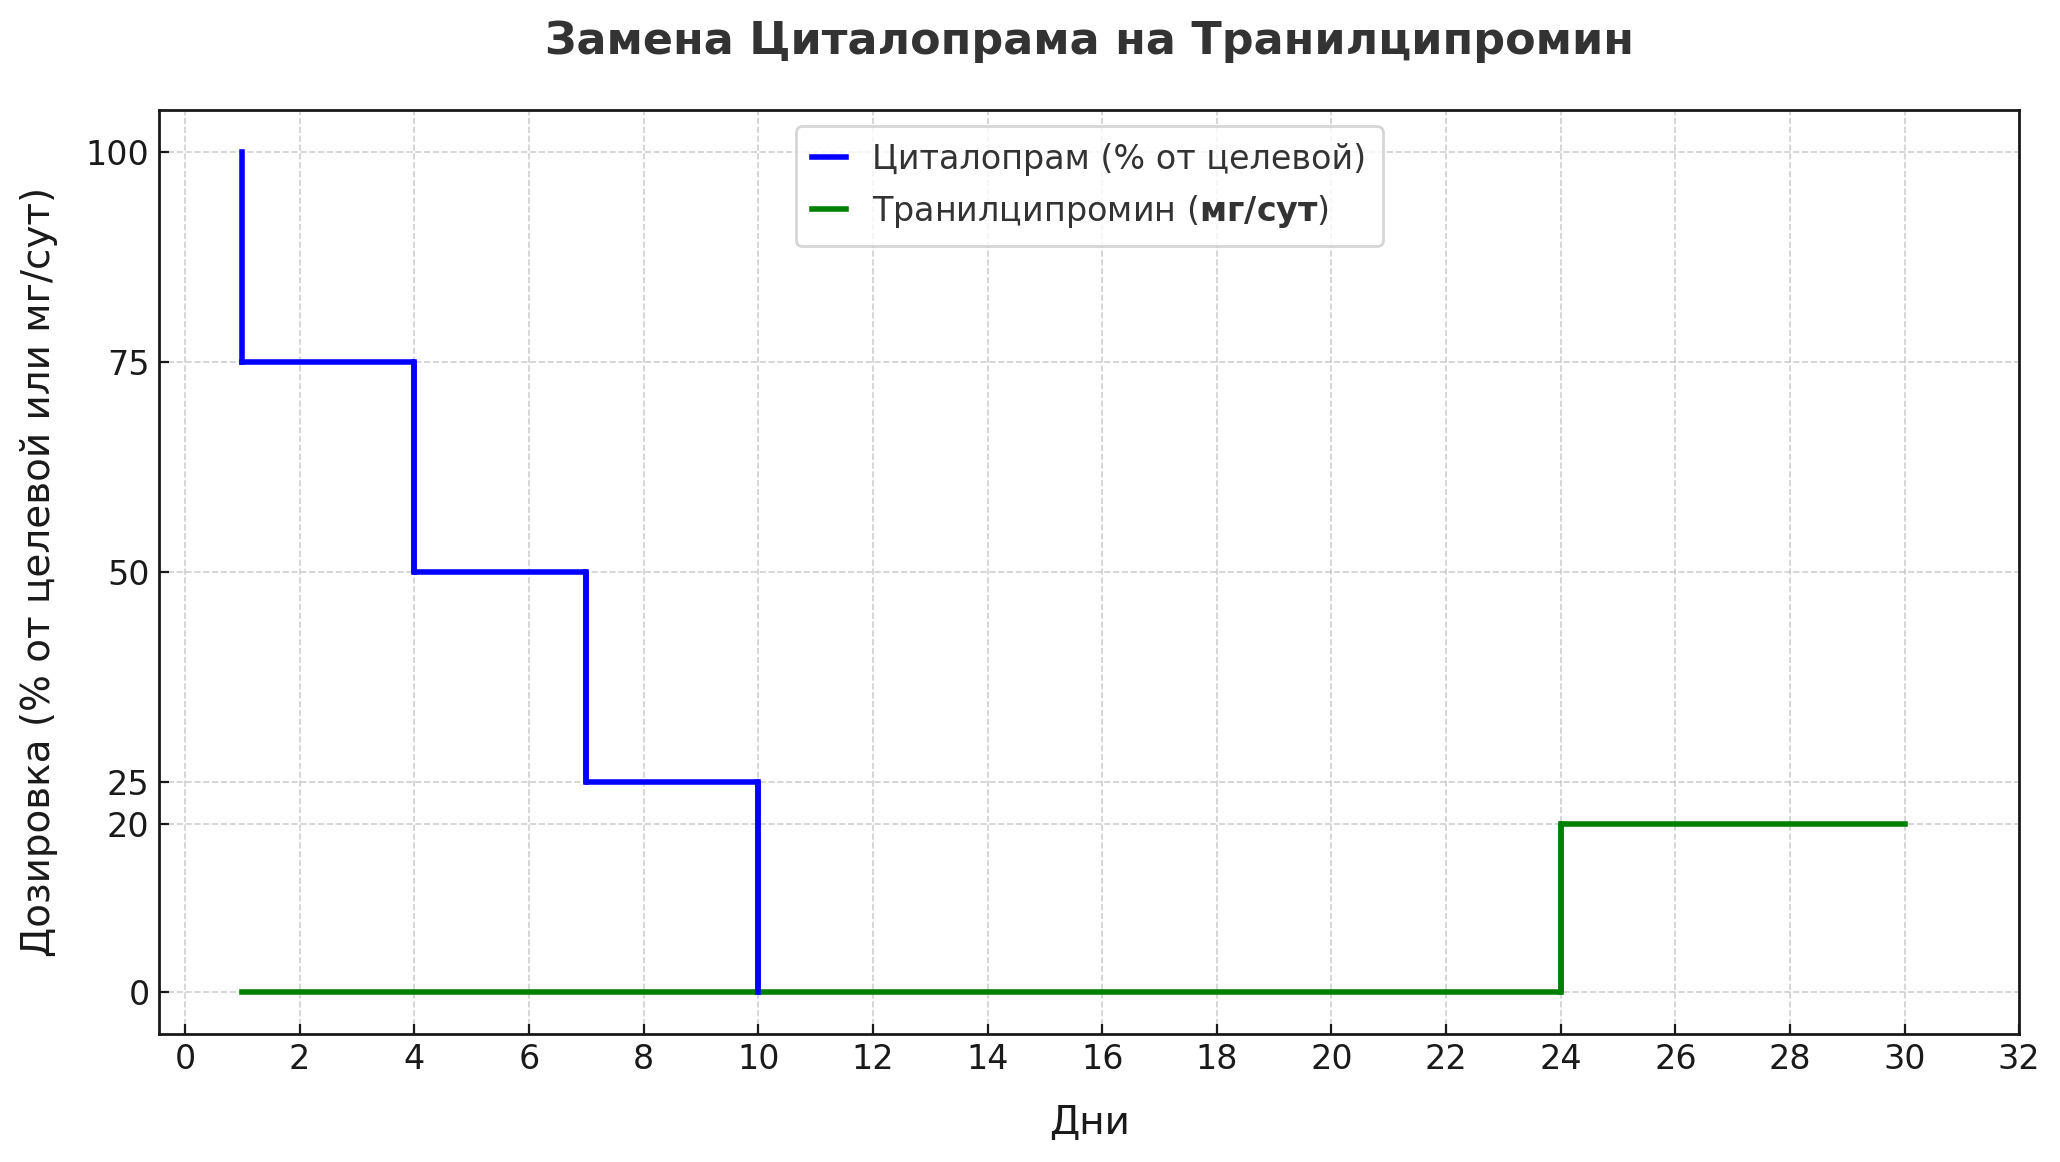 Замена Циталопрама на Транилципромин
Циталопрам (% от целевой)
Транилципромин (мг/сут)
Дозировка (% от целевой или мг/сут)
100
75
50
25
20
0
0 2 4 6 8 10 12 14 16 18 20 22 24 26 28 30 32
Дни